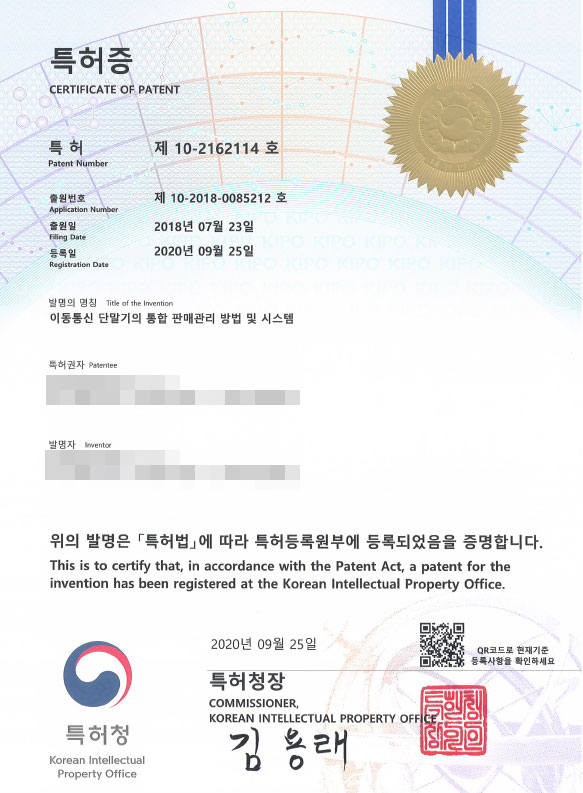 특허증
CERTIFICATE OF PATENT
특 허 제 10-2162114 호
Patent Number
출원번호 제 10-2018-0085212 호
Application Number
출원일 2018년 07월 23일
Filing Date
등록일 2020년 09월 25일
Registration Date
KIPO KIPO KIPO KIPO KIPO
발명의 명칭 Title of the Invention
이동통신 단말기의 통합 판매관리 방법 및 시스템
특허권자 Patentee
발명자 Inventor
위의 발명은 「특허법」에 따라 특허등록원부에 등록되었음을 증명합니다.
This is to certify that, in accordance with the Patent Act, a patent for the
invention has been registered at the Korean Intellectual Property Office.
2020년 09월 25일
QR코드로 현재기준
등록사항을 확인하세요
특허청장
COMMISSIONER,
KOREAN INTELLECTUAL PROPERTY OFFICE
김용래
특허청
Korean Intellectual
Property Office